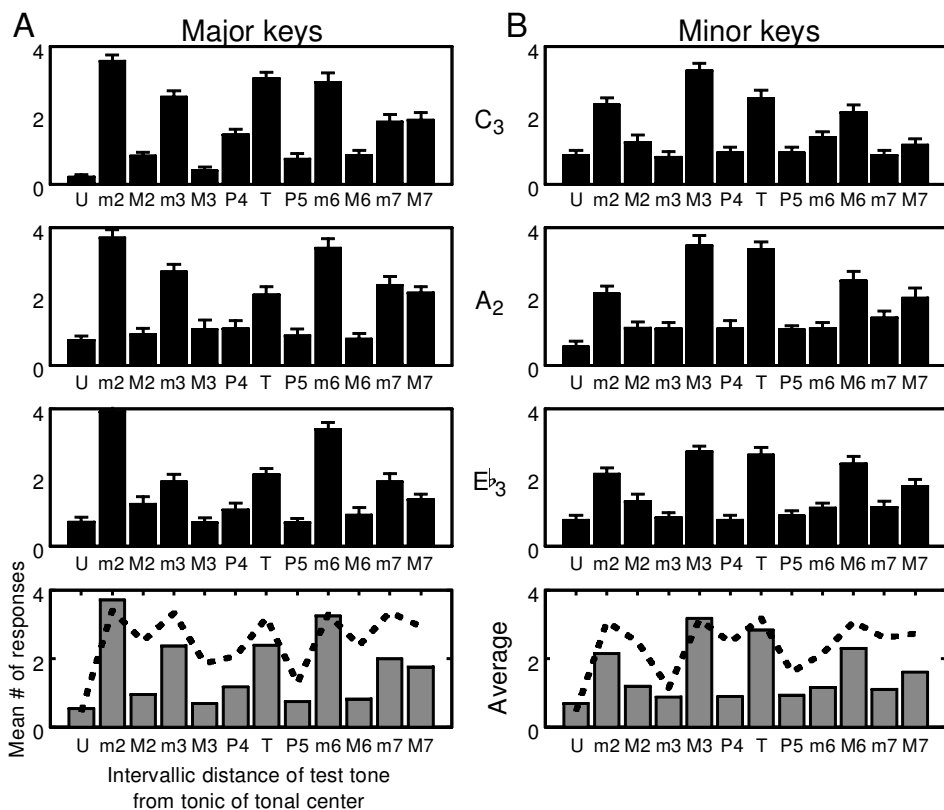 A Major keys B Minor keys
4
2
0
U m2 M2 m3 M3 P4 T P5 m6 M6 m7 M7
C3
4
2
0
U m2 M2 m3 M3 P4 T P5 m6 M6 m7 M7
4
2
0
U m2 M2 m3 M3 P4 T P5 m6 M6 m7 M7
A2
4
2
0
U m2 M2 m3 M3 P4 T P5 m6 M6 m7 M7
4
2
0
U m2 M2 m3 M3 P4 T P5 m6 M6 m7 M7
E♭3
4
2
0
U m2 M2 m3 M3 P4 T P5 m6 M6 m7 M7
Mean # of responses
4
2
0
U m2 M2 m3 M3 P4 T P5 m6 M6 m7 M7
Average
4
2
0
U m2 M2 m3 M3 P4 T P5 m6 M6 m7 M7
Intervallic distance of test tone
from tonic of tonal center